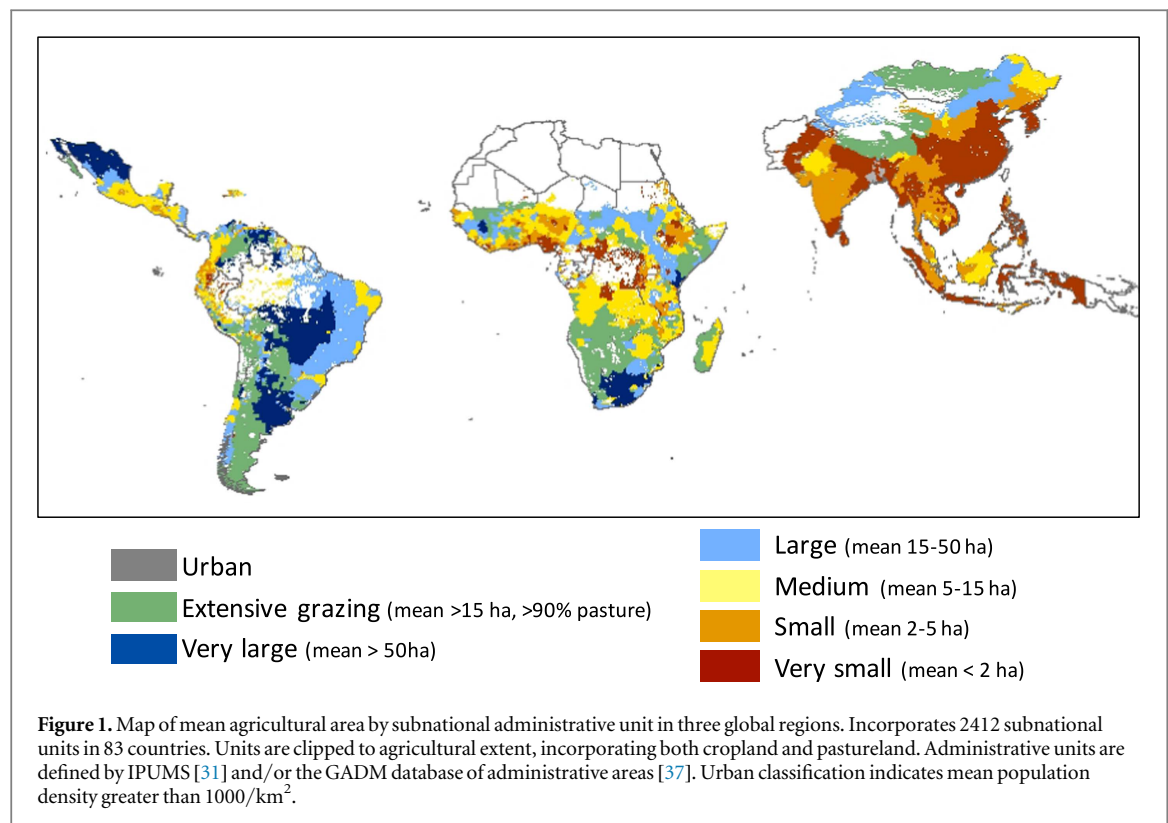 Urban
Extensive grazing (mean >15 ha, >90% pasture)
Very large (mean > 50ha)
Large (mean 15-50 ha)
Medium (mean 5-15 ha)
Small (mean 2-5 ha)
Very small (mean < 2 ha)
Figure 1. Map of mean agricultural area by subnational administrative unit in three global regions. Incorporates 2412 subnational
units in 83 countries. Units are clipped to agricultural extent, incorporating both cropland and pastureland. Administrative units are
defined by IPUMS [31] and/or the GADM database of administrative areas [37]. Urban classification indicates mean population
density greater than 1000/km².